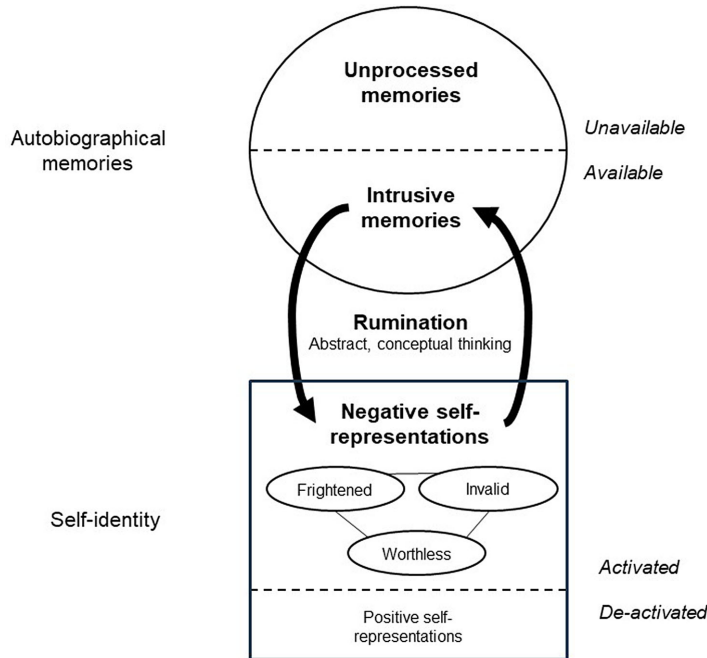 Unprocessed
memories
Autobiographical
memories
Unavailable
Available
Intrusive
memories
Rumination
Abstract, conceptual thinking
Negative self-
representations
Frightened
Invalid
Worthless
Self-identity
Activated
De-activated
Positive self-
representations